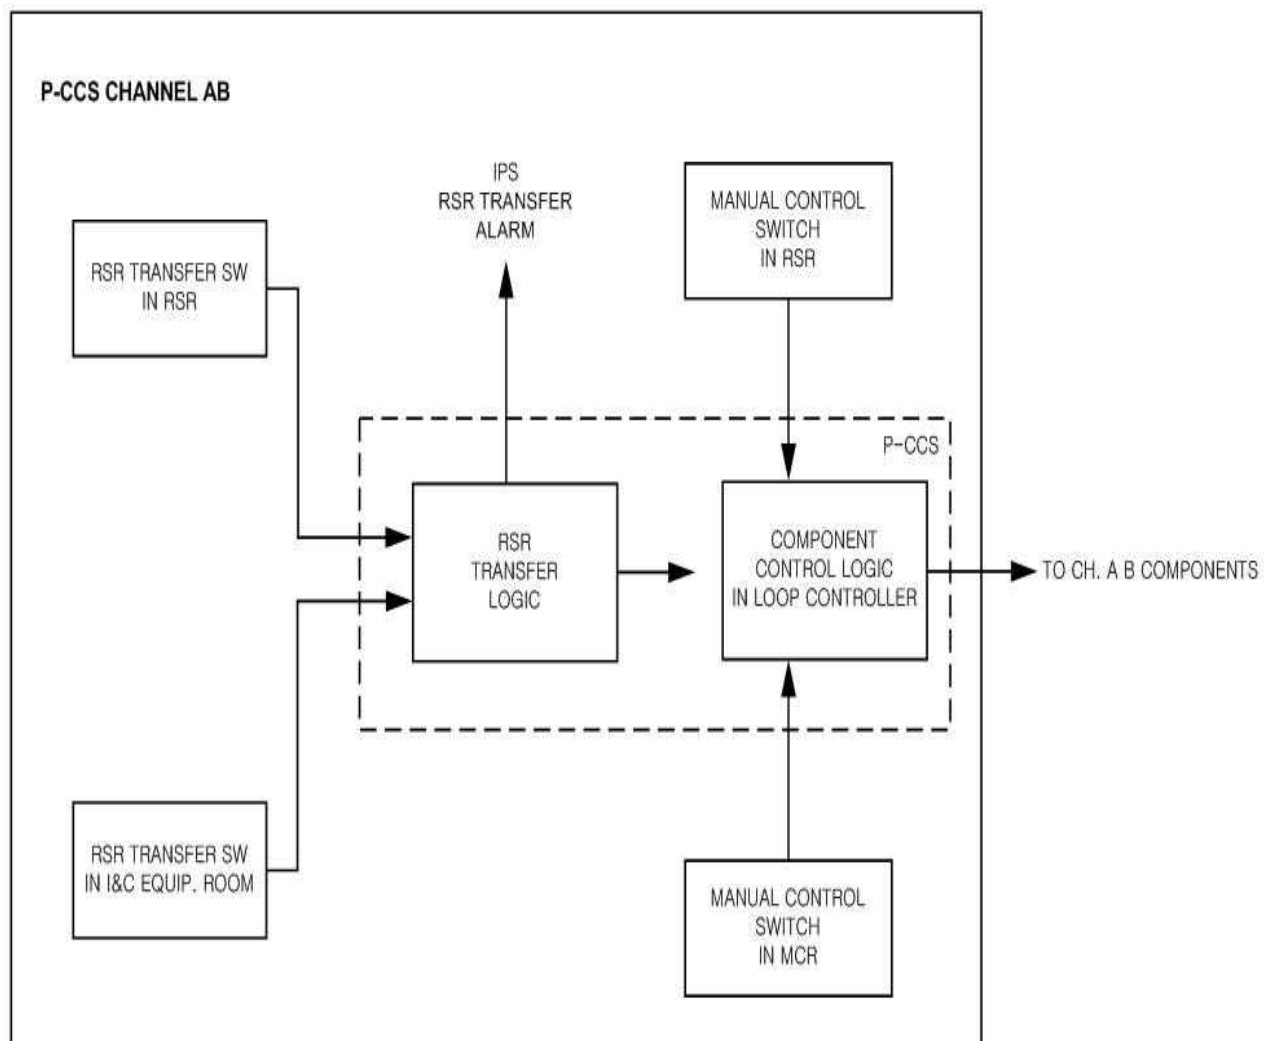 P-CCS CHANNEL AB
IPS
RSR TRANSFER
ALARM
MANUAL CONTROL
SWITCH
IN RSR
RSR TRANSFER SW
IN RSR
P-CCS
RSR
TRANSFER
LOGIC
COMPONENT
CONTROL LOGIC
IN LOOP CONTROLLER
TO CH. A B COMPONENTS
RSR TRANSFER SW
IN I&C EQUIP. ROOM
MANUAL CONTROL
SWITCH
IN MCR